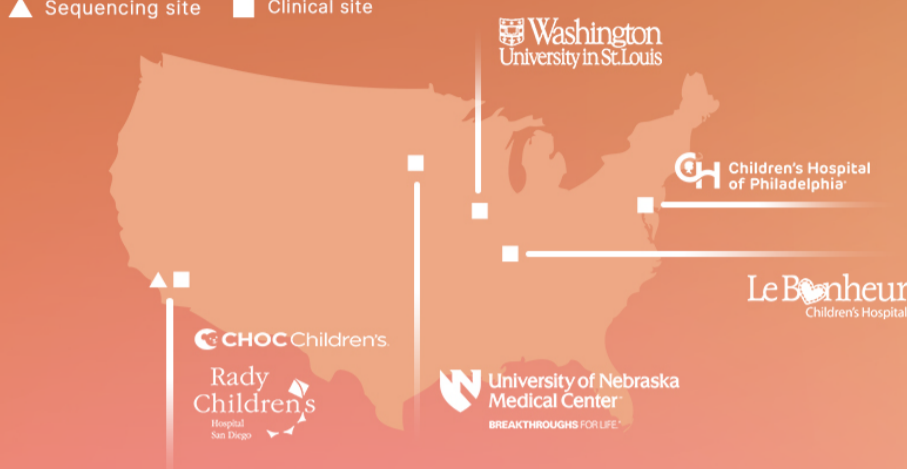 Sequencing site
Clinical site
Washington
University in St. Louis
CH
Children's Hospital
of Philadelphia
Le Bonheur
Children's Hospital
CHOC Children's.
Rady
Children's
Hospital
San Diego
University of Nebraska
Medical Center
BREAKTHROUGHS FOR LIFE.